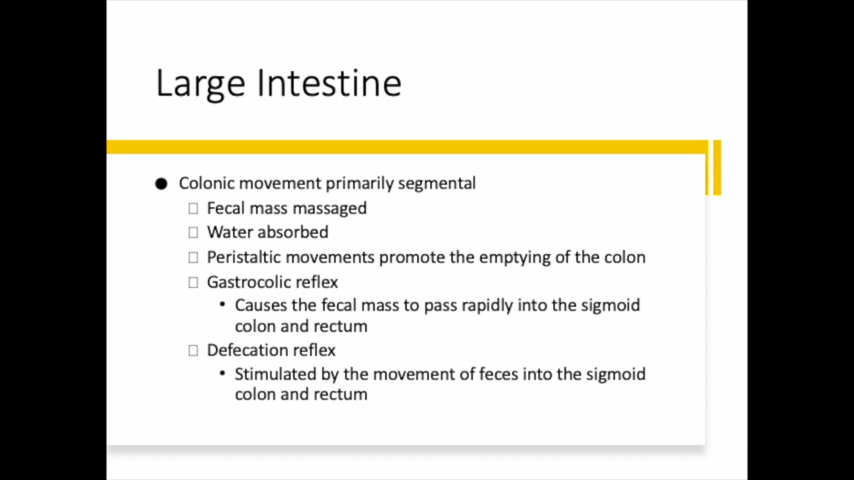 Large Intestine
● Colonic movement primarily segmental
□ Fecal mass massaged
□ Water absorbed
□ Peristaltic movements promote the emptying of the colon
□ Gastrocolic reflex
• Causes the fecal mass to pass rapidly into the sigmoid
colon and rectum
□ Defecation reflex
• Stimulated by the movement of feces into the sigmoid
colon and rectum